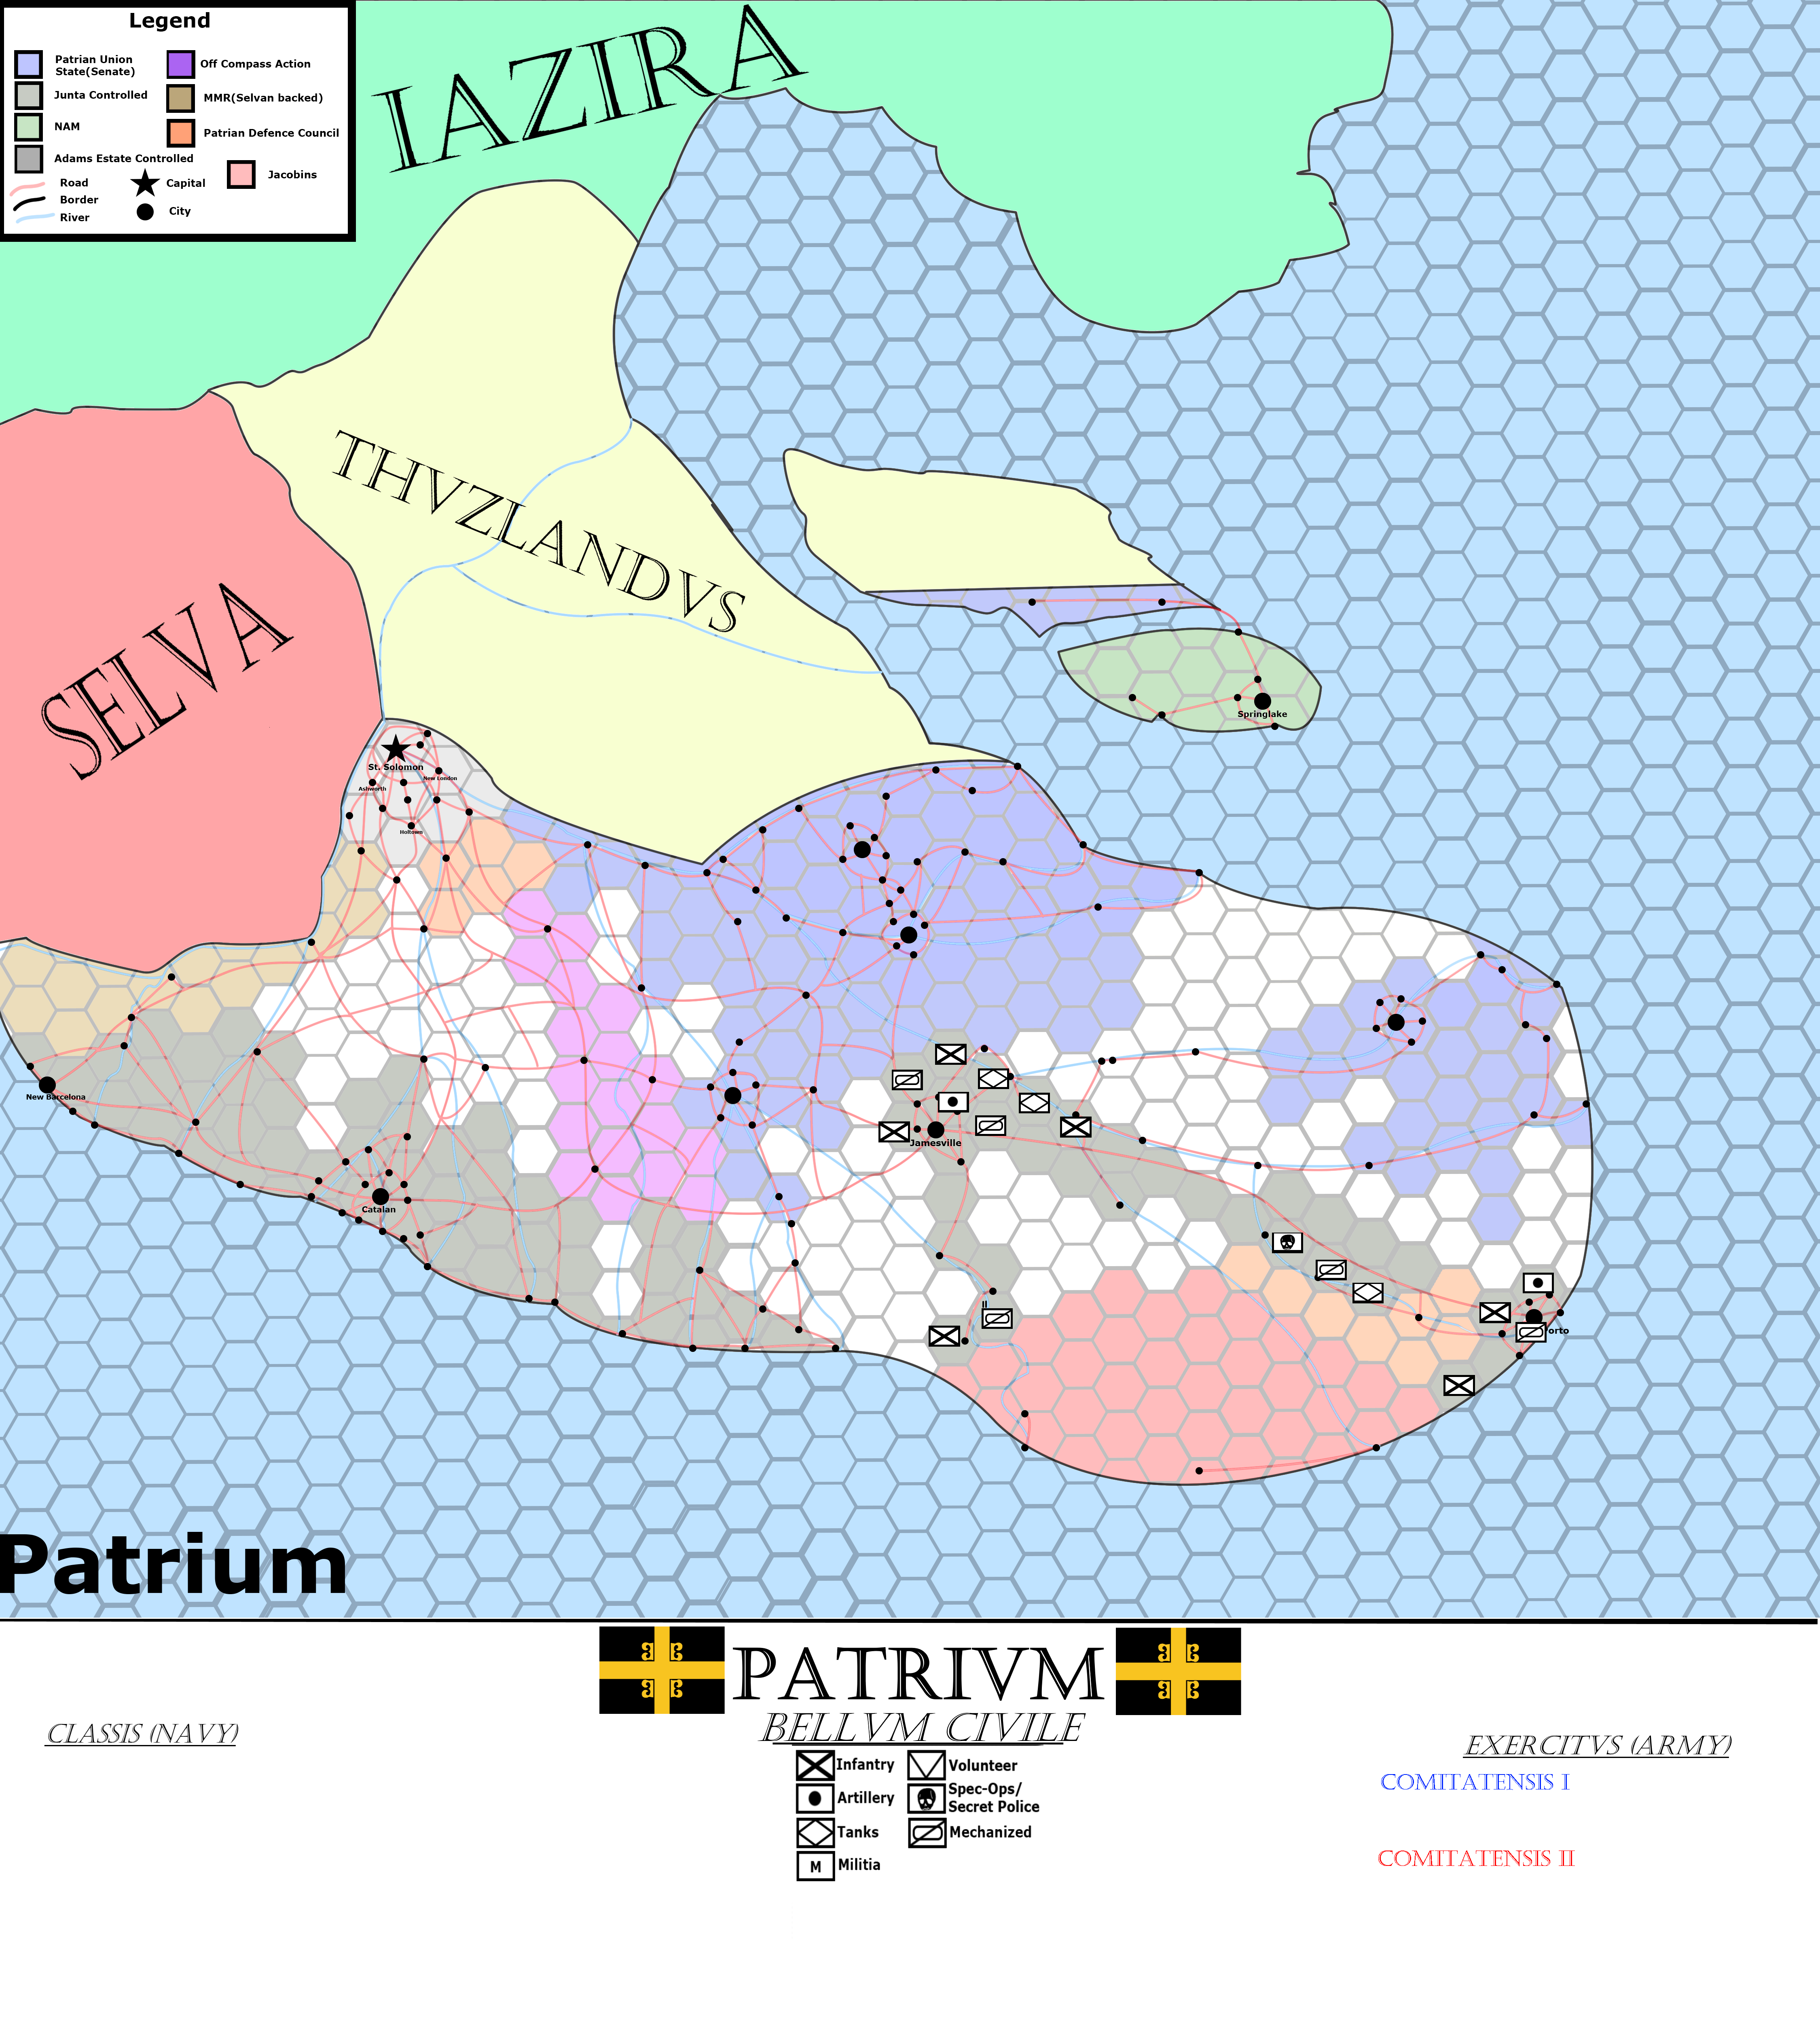 Legend
Patrian Union
State(Senate)
Off Compass Action
Junta Controlled
MMR(Selvan backed)
NAM
Patrian Defence Council
Adams Estate Controlled
Jacobins
Road
Capital
Border
River
City
IAZIRA
THVZLANDVS
SELVA
Springlake
St. Solomon
New London
Ashworth
Holtown
New Barcelona
Jamesville
Catalan
II
orto
Patrium
PATRIVM
BELLVM CIVILE
CLASSIS (NAVY)
EXERCITVS (ARMY)
Infantry
Volunteer
COMITATENSIS I
Artillery
Spec-Ops/
Secret Police
Tanks
Mechanized
M
Militia
COMITATENSIS II